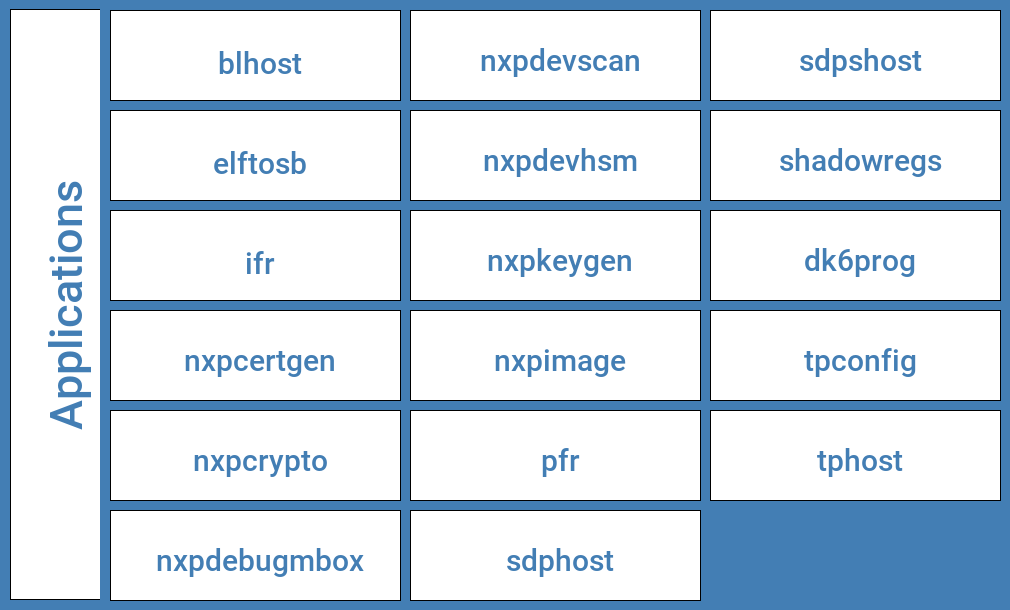 Applications
blhost
nxpdevscan
sdpshost
elftosb
nxpdevhsm
shadowregs
ifr
nxpkeygen
dk6prog
nxpcertgen
nxpimage
tpconfig
nxpcrypto
pfr
tphost
nxpdebugmbox
sdphost